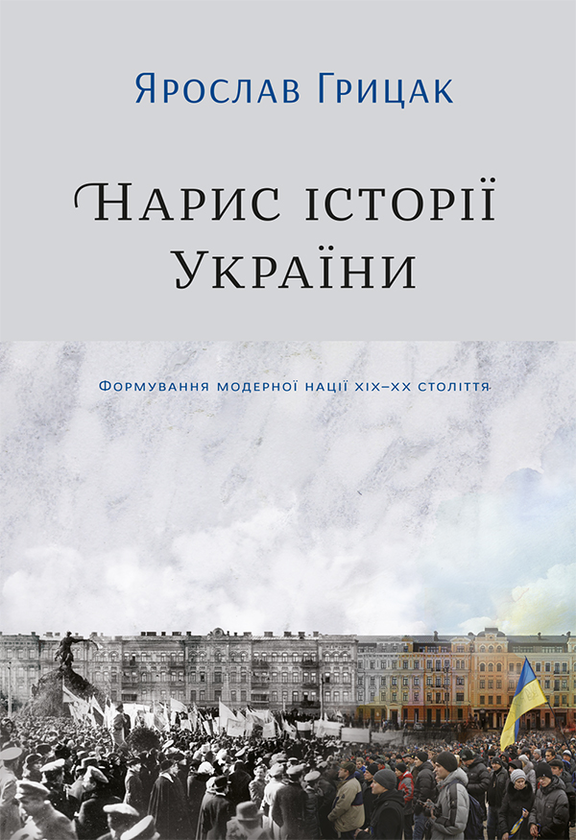 Ярослав Грицак
Нарис історії
України
Формування модерної нації XIX–XX століття